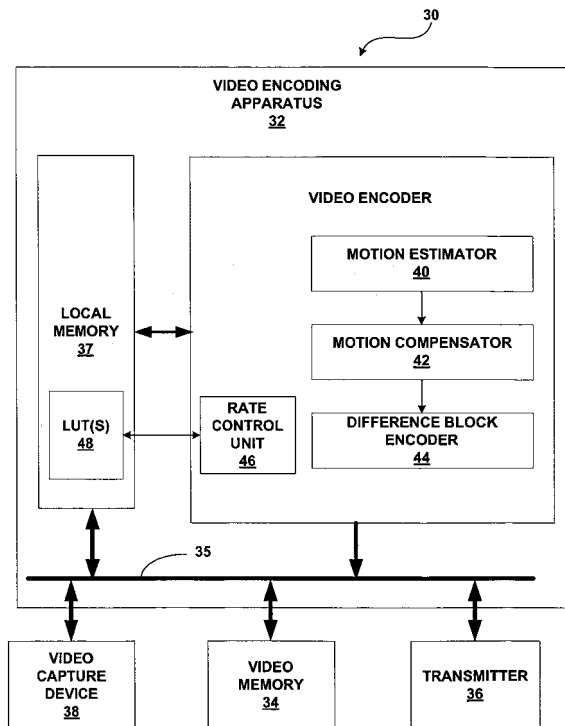 30
VIDEO ENCODING
APPARATUS
32
VIDEO ENCODER
MOTION ESTIMATOR
40
LOCAL
MEMORY
37
MOTION COMPENSATOR
42
LUT(S)
48
RATE
CONTROL
UNIT
46
DIFFERENCE BLOCK
ENCODER
44
35
VIDEO
CAPTURE
DEVICE
38
VIDEO
MEMORY
34
TRANSMITTER
36